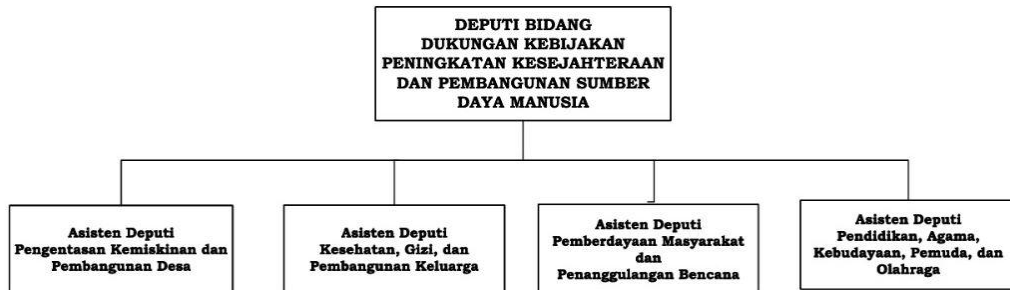 DEPUTI BIDANG
DUKUNGAN KEBIJAKAN
PENINGKATAN KESEJAHTERAAN
DAN PEMBANGUNAN SUMBER
DAYA MANUSIA
Asisten Deputi
Pengentasan Kemiskinan dan
Pembangunan Desa
Asisten Deputi
Kesehatan, Gizi, dan
Pembangunan Keluarga
Asisten Deputi
Pemberdayaan Masyarakat
dan
Penanggulangan Bencana
Asisten Deputi
Pendidikan, Agama,
Kebudayaan, Pemuda, dan
Olahraga